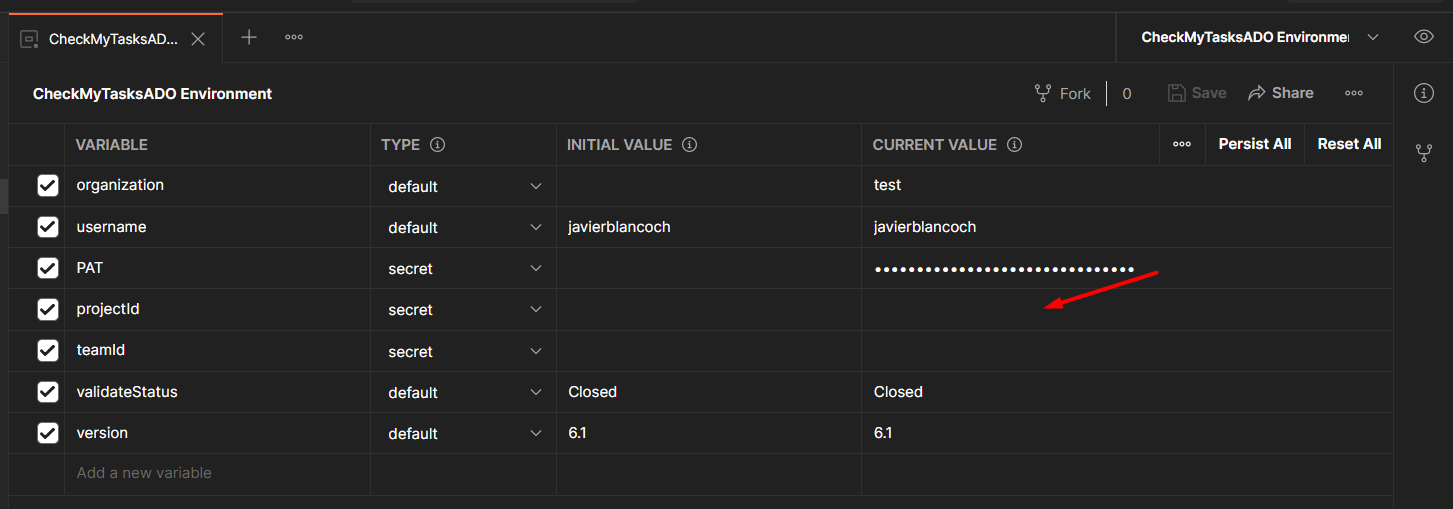 CheckMyTasksAD...
CheckMyTasksADO Environmer
CheckMyTasksADO Environment
Fork 0 Save Share
VARIABLE TYPE INITIAL VALUE CURRENT VALUE Persist All Reset All
organization default test
username default javierblancoch javierblancoch
PAT secret ••••••••••••••••••••••••••••••
projectId secret
teamId secret
validateStatus default Closed Closed
version default 6.1 6.1
Add a new variable